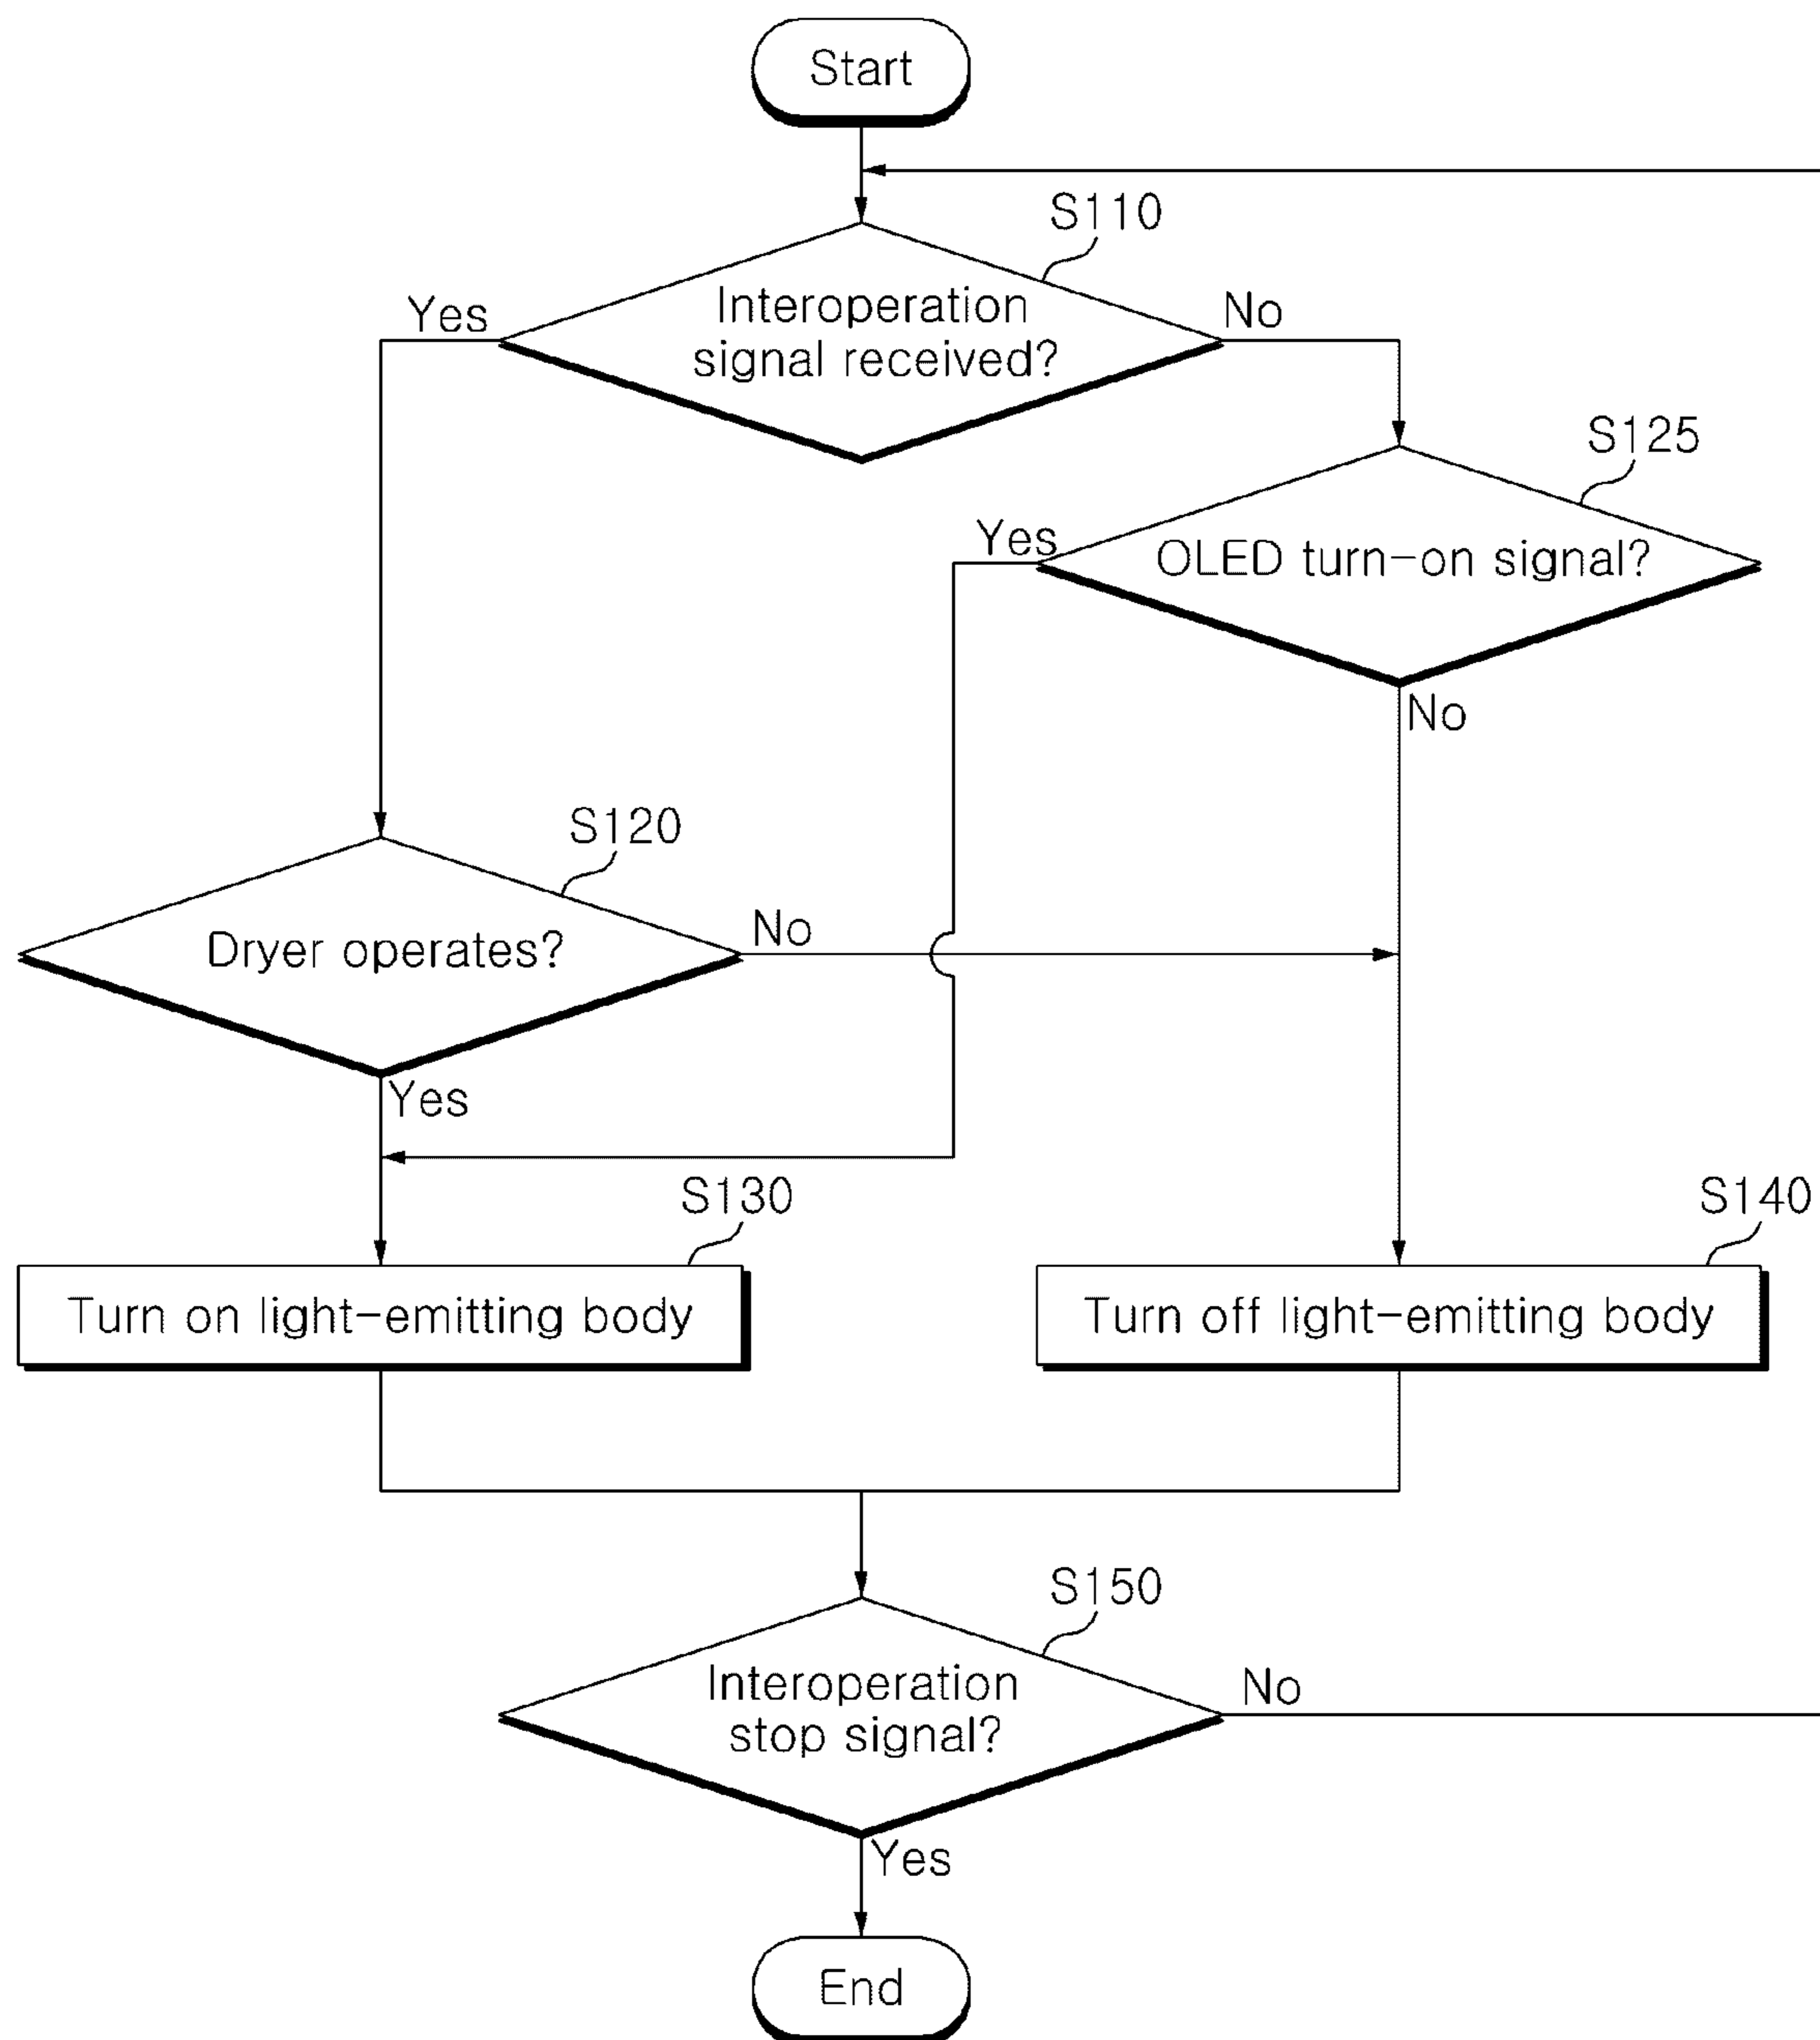 Start
S110
Yes
Interoperation
signal received?
No
S125
Yes
OLED turn-on signal?
No
S120
Dryer operates?
No
Yes
S130
S140
Turn on light-emitting body
Turn off light-emitting body
S150
Interoperation
stop signal?
No
Yes
End